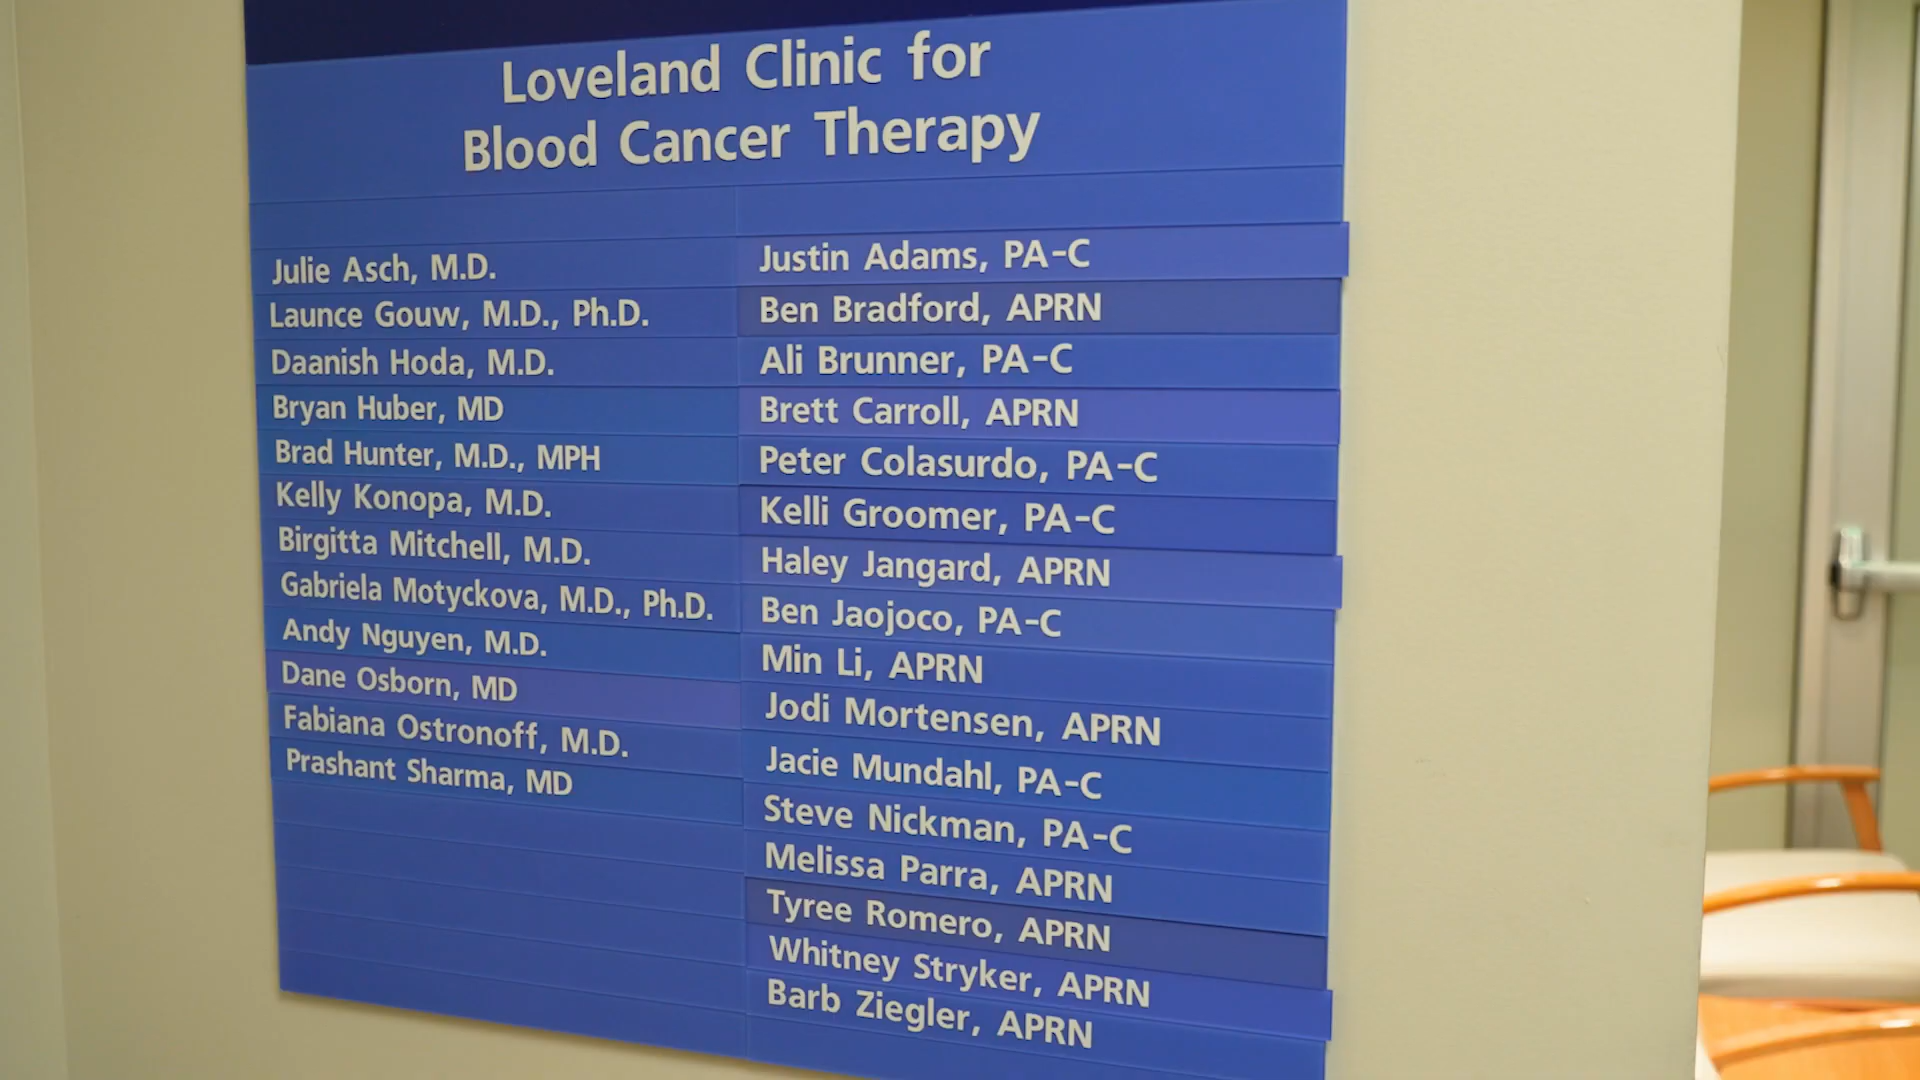 Loveland Clinic for
Blood Cancer Therapy
Julie Asch, M.D.
Launce Gouw, M.D., Ph.D.
Daanish Hoda, M.D.
Bryan Huber, MD
Brad Hunter, M.D., MPH
Kelly Konopa, M.D.
Birgitta Mitchell, M.D.
Gabriela Motyckova, M.D., Ph.D.
Andy Nguyen, M.D.
Dane Osborn, MD
Fabiana Ostronoff, M.D.
Prashant Sharma, MD
Justin Adams, PA-C
Ben Bradford, APRN
Ali Brunner, PA-C
Brett Carroll, APRN
Peter Colasurdo, PA-C
Kelli Groomer, PA-C
Haley Jangard, APRN
Ben Jaojoco, PA-C
Min Li, APRN
Jodi Mortensen, APRN
Jacie Mundahl, PA-C
Steve Nickman, PA-C
Melissa Parra, APRN
Tyree Romero, APRN
Whitney Stryker, APRN
Barb Ziegler, APRN